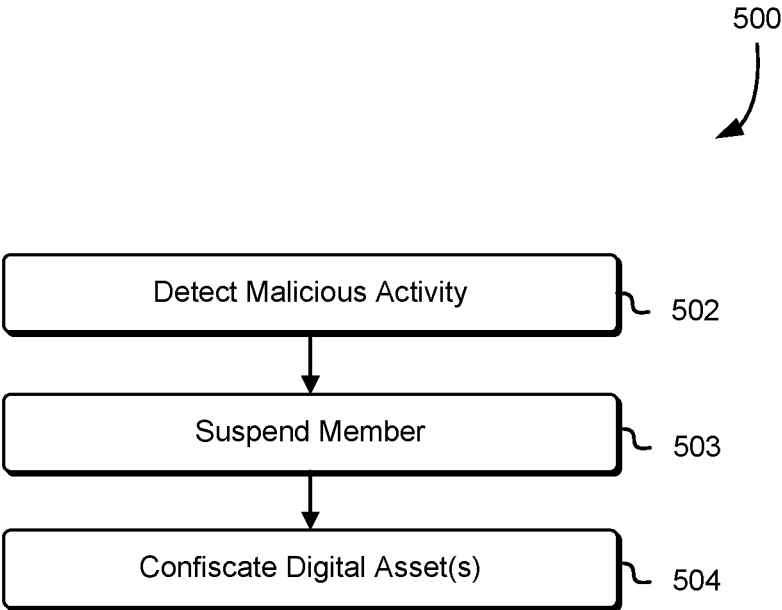 500
Detect Malicious Activity
502
Suspend Member
503
Confiscate Digital Asset(s)
504